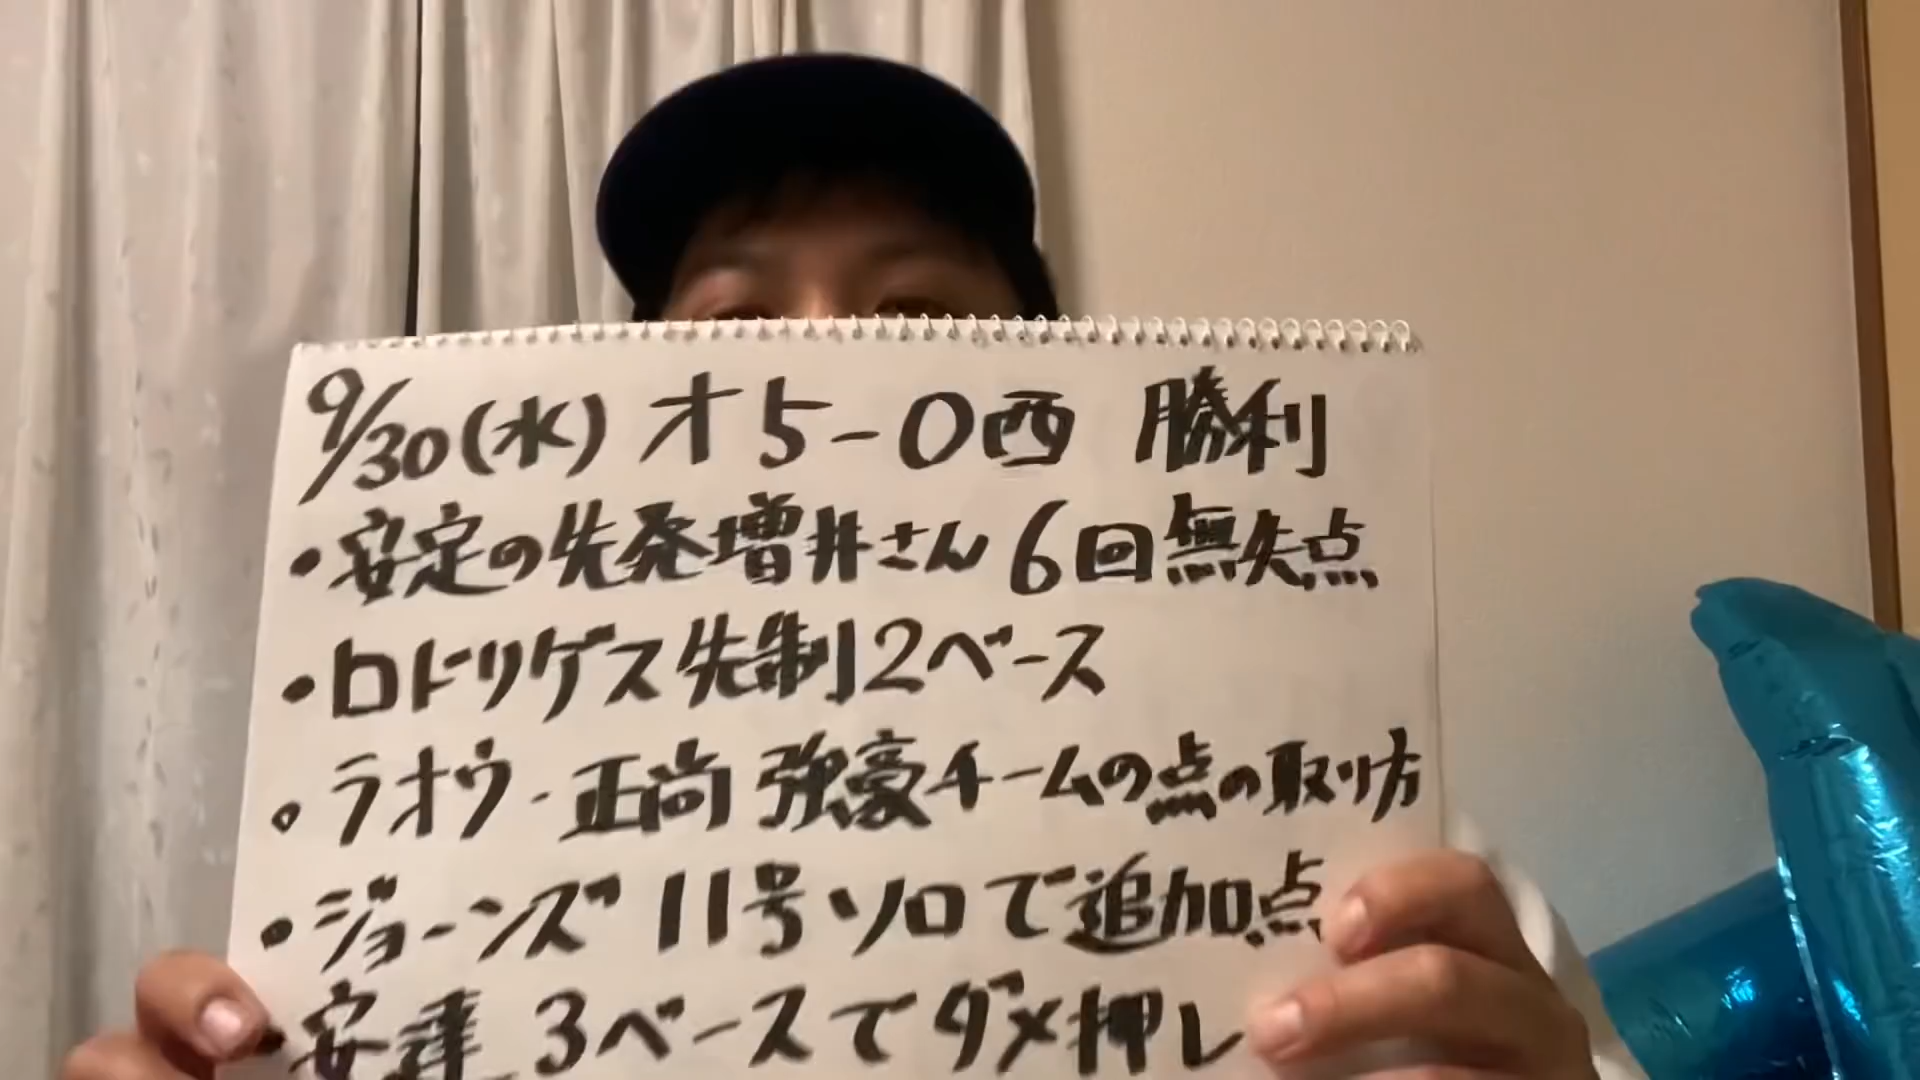 9/30(水) オ5-0西 勝利
・安定の先発増井さん6回無失点
・ロドリゲス先制2ベース
・ラオウ-正尚 強豪チームの点の取り方
・ジョーンズ 11号ソロで追加点
・安達 3ベースでダメ押し